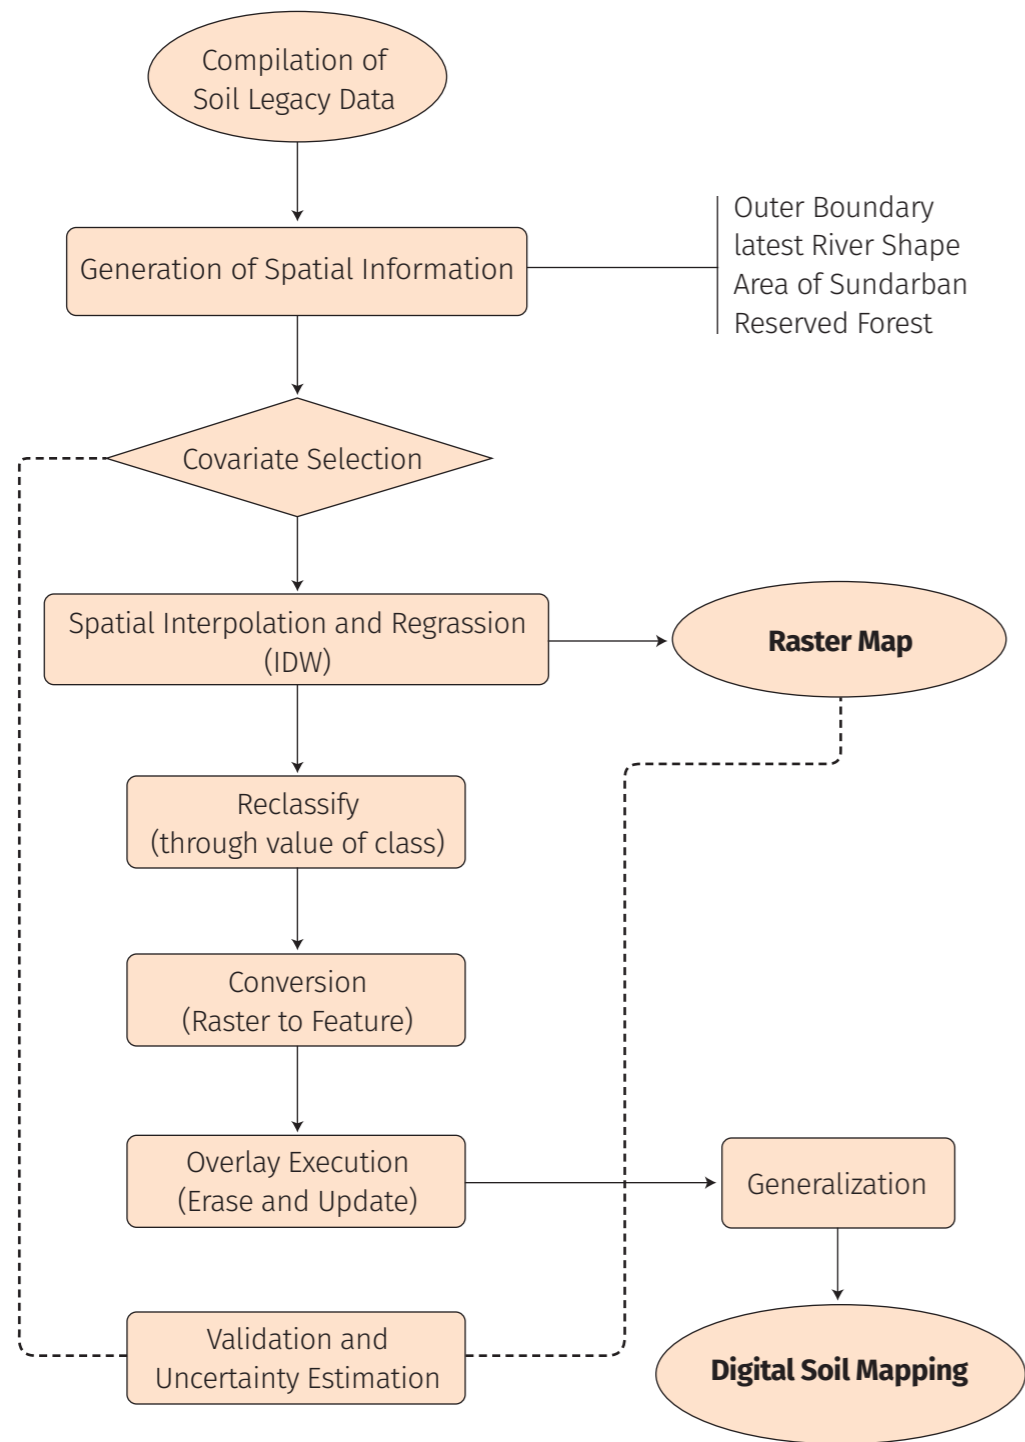 Compilation of
Soil Legacy Data
Generation of Spatial Information
Outer Boundary
latest River Shape
Area of Sundarban
Reserved Forest
Covariate Selection
Spatial Interpolation and Regrassion
(IDW)
Raster Map
Reclassify
(through value of class)
Conversion
(Raster to Feature)
Overlay Execution
(Erase and Update)
Generalization
Validation and
Uncertainty Estimation
Digital Soil Mapping